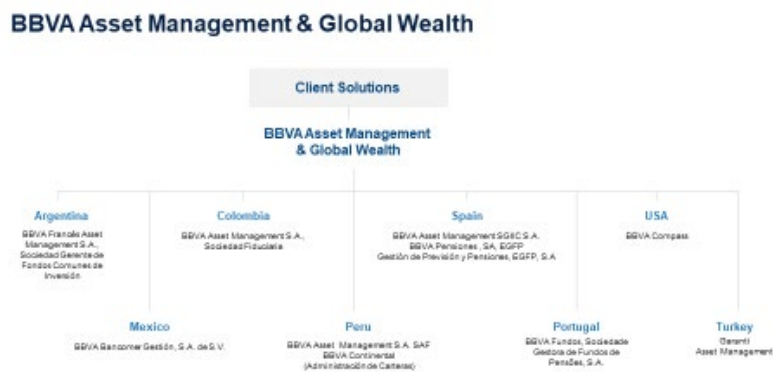 BBVA Asset Management & Global Wealth
Client Solutions
BBVA Asset Management
& Global Wealth
Argentina
BBVA Francés Asset
Management S.A.,
Sociedad Gerente de
Fondos Comunes de
Inversión
Colombia
BBVA Asset Management S.A.,
Sociedad Fiduciaria
Spain
BBVA Asset Management SGIIC S.A.
BBVA Pensiones , SA, EGFP
Gestión de Previsión y Pensiones, EGFP, S.A
USA
BBVA Compass
Mexico
BBVA Bancomer Gestión, S.A. de S.V.
Peru
BBVA Asset Management S.A. SAF
BBVA Continental
(Administración de Carteras)
Portugal
BBVA Fundos, Sociedade
Gestora de Fundos de
Pensões, S.A.
Turkey
Garanti
Asset Management